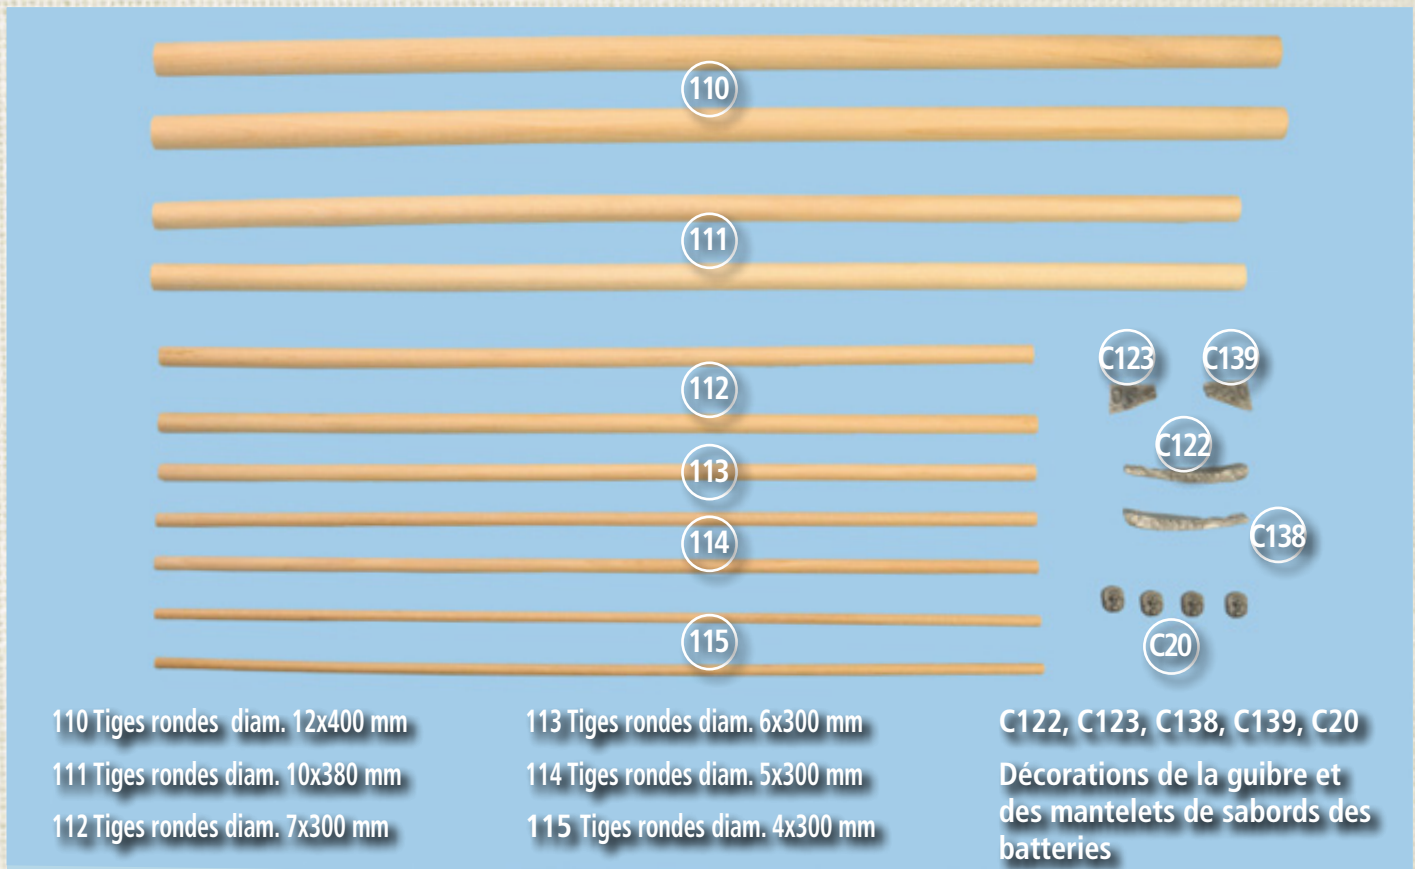 110
111
112
113
114
115
C123
C139
C122
C138
C20
110 Tiges rondes diam. 12x400 mm
111 Tiges rondes diam. 10x380 mm
112 Tiges rondes diam. 7x300 mm
113 Tiges rondes diam. 6x300 mm
114 Tiges rondes diam. 5x300 mm
115 Tiges rondes diam. 4x300 mm
C122, C123, C138, C139, C20
Décorations de la guibre et
des mantelets de sabords des
batteries